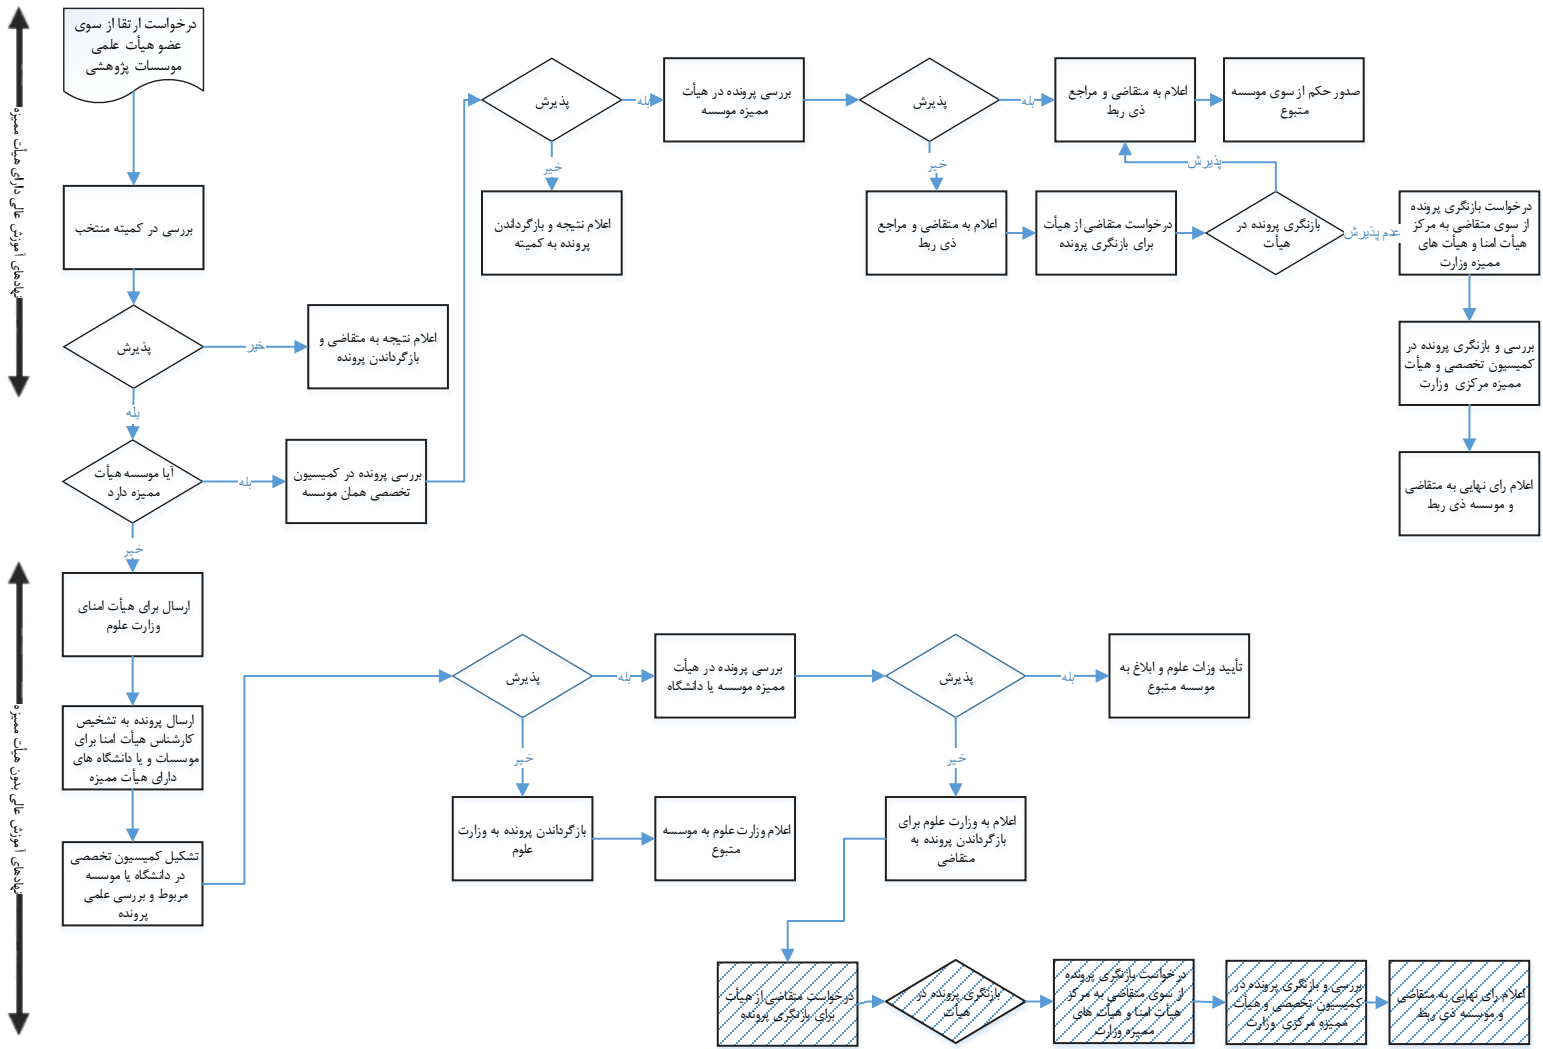 درخواست ارتقا از سوی
عضو هیأت علمی
موسسات پژوهشی
نهادهای آموزش عالی دارای هیأت ممیزه
بررسی در کمیته منتخب
پذیرش
خیر
اعلام نتیجه به متقاضی و
بازگرداندن پرونده
بله
آیا موسسه هیأت
ممیزه دارد
بله
بررسی پرونده در کمیسیون
تخصصی همان موسسه
پذیرش
بله
خیر
اعلام نتیجه و بازگرداندن
پرونده به کمیته
بررسی پرونده در هیأت
ممیزه موسسه
پذیرش
بله
اعلام به متقاضی و مراجع
ذی ربط
صدور حکم از سوی موسسه
متبوع
خیر
اعلام به متقاضی و مراجع
ذی ربط
درخواست متقاضی از هیأت
برای بازنگری پرونده
بازنگری پرونده در
هیأت
پذیرش
عدم پذیرش
درخواست بازنگری پرونده
از سوی متقاضی به مرکز
هیأت امنا و هیأت های
ممیزه وزارت
بررسی و بازنگری پرونده در
کمیسیون تخصصی و هیأت
ممیزه مرکزی وزارت
اعلام رای نهایی به متقاضی
و موسسه ذی ربط
خیر
نهادهای آموزش عالی بدون هیأت ممیزه
ارسال برای هیأت امنای
وزارت علوم
ارسال پرونده به تشخیص
کارشناس هیأت امنا برای
موسسات و یا دانشگاه های
دارای هیأت ممیزه
تشکیل کمیسیون تخصصی
در دانشگاه یا موسسه
مربوط و بررسی علمی
پرونده
پذیرش
بله
بررسی پرونده در هیأت
ممیزه موسسه یا دانشگاه
پذیرش
بله
تأیید وزات علوم و ابلاغ به
موسسه متبوع
خیر
بازگرداندن پرونده به وزارت
علوم
اعلام وزارت علوم به موسسه
متبوع
خیر
اعلام به وزارت علوم برای
بازگرداندن پرونده به
متقاضی
درخواست متقاضی از هیأت
برای بازنگری پرونده
بازنگری پرونده در
هیأت
درخواست بازنگری پرونده
از سوی متقاضی به مرکز
هیأت امنا و هیأت های
ممیزه وزارت
بررسی و بازنگری پرونده در
کمیسیون تخصصی و هیأت
ممیزه مرکزی وزارت
اعلام رای نهایی به متقاضی
و موسسه ذی ربط